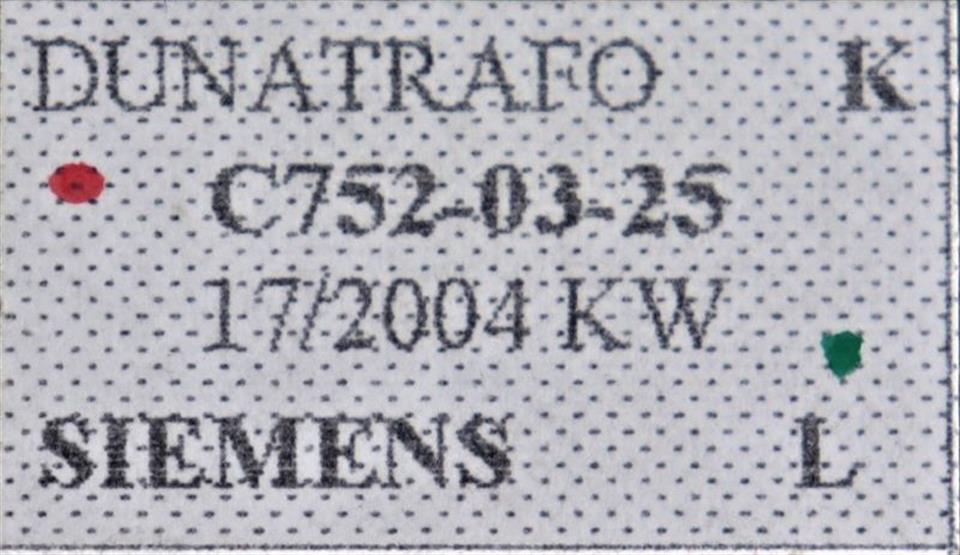 DUNATRAFO K
C752-03-25
17/2004 KW
SIEMENS L